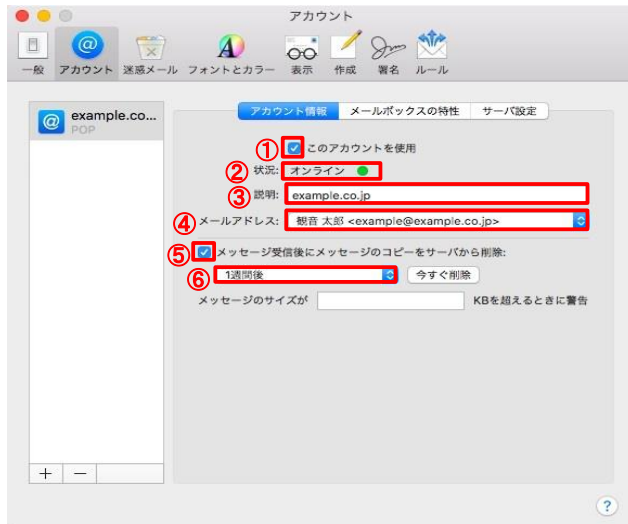 アカウント
一般 アカウント 迷惑メール フォントとカラー 表示 作成 署名 ルール
example.co...
POP
アカウント情報 メールボックスの特性 サーバ設定
① このアカウントを使用
② 状況: オンライン
③ 説明: example.co.jp
④ メールアドレス: 観音 太郎 <example@example.co.jp>
⑤ メッセージ受信後にメッセージのコピーをサーバから削除:
⑥ 1週間後 今すぐ削除
メッセージのサイズが KBを超えるときに警告
+ −
?